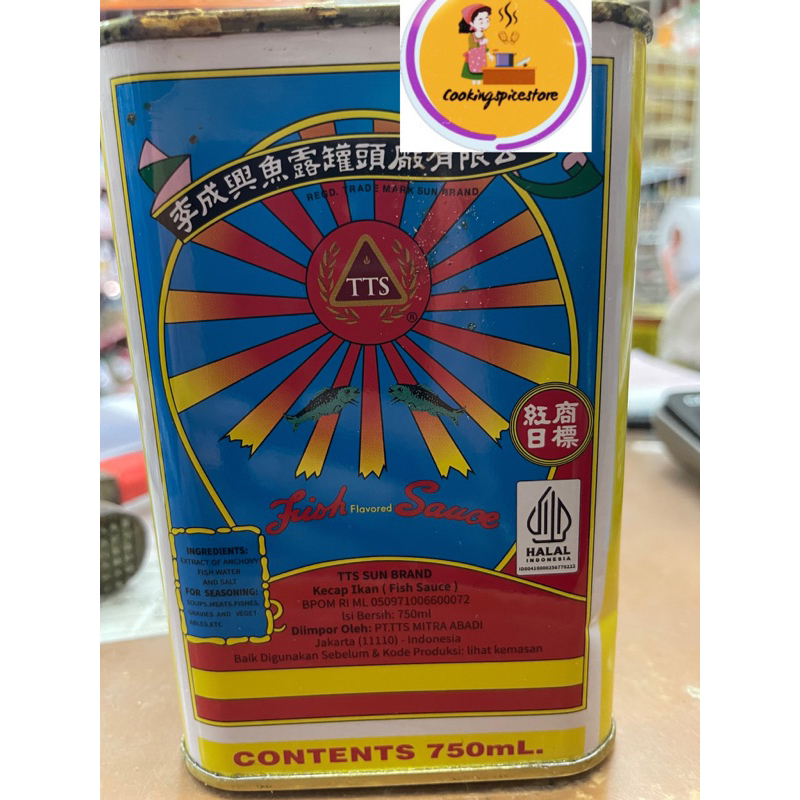 Cookingspicestore
李成興魚露罐頭廠有限公
REGD. TRADE MARK SUN BRAND
TTS
®
商標
紅日
Fish Flavored Sauce
HALAL
INDONESIA
INGREDIENTS:
EXTRACT OF ANCHOVY
FISH,WATER
AND SALT
FOR SEASONING:
SOUPS,MEATS,FISHES,
GRAVIES AND VEGET
ABLES,ETC
TTS SUN BRAND
Kecap Ikan ( Fish Sauce )
BPOM RI ML 050971006600072
Isi Bersih: 750ml
Diimpor Oleh: PT.TTS MITRA ABADI
Jakarta (11110) - Indonesia
Baik Digunakan Sebelum & Kode Produksi: lihat kemasan
CONTENTS 750mL.